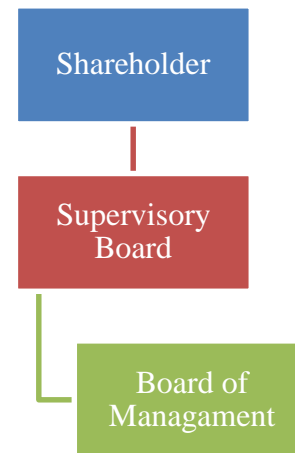 Shareholder
Supervisory
Board
Board of
Managament